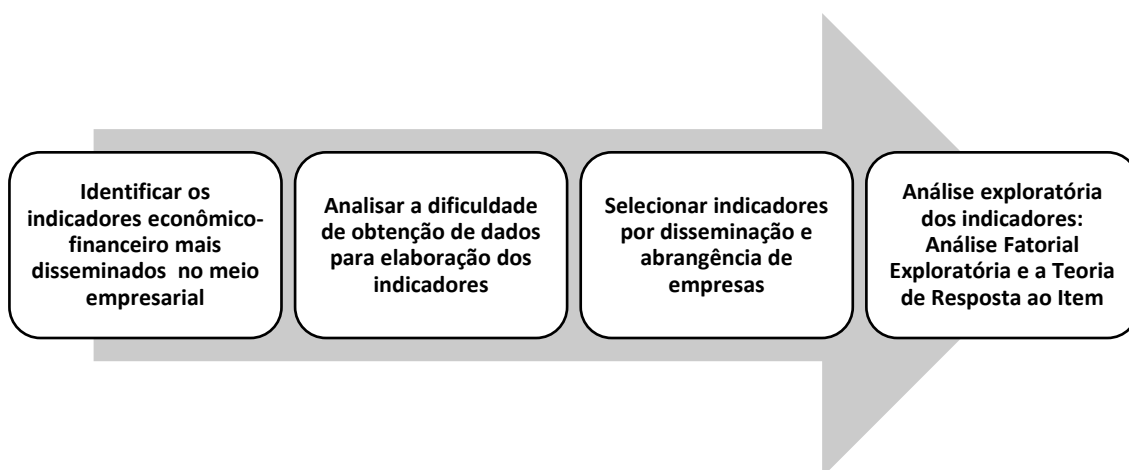 Identificar os
indicadores econômico-
financeiro mais
disseminados no meio
empresarial
Analisar a dificuldade
de obtenção de dados
para elaboração dos
indicadores
Selecionar indicadores
por disseminação e
abrangência de
empresas
Análise exploratória
dos indicadores:
Análise Fatorial
Exploratória e a Teoria
de Resposta ao Item